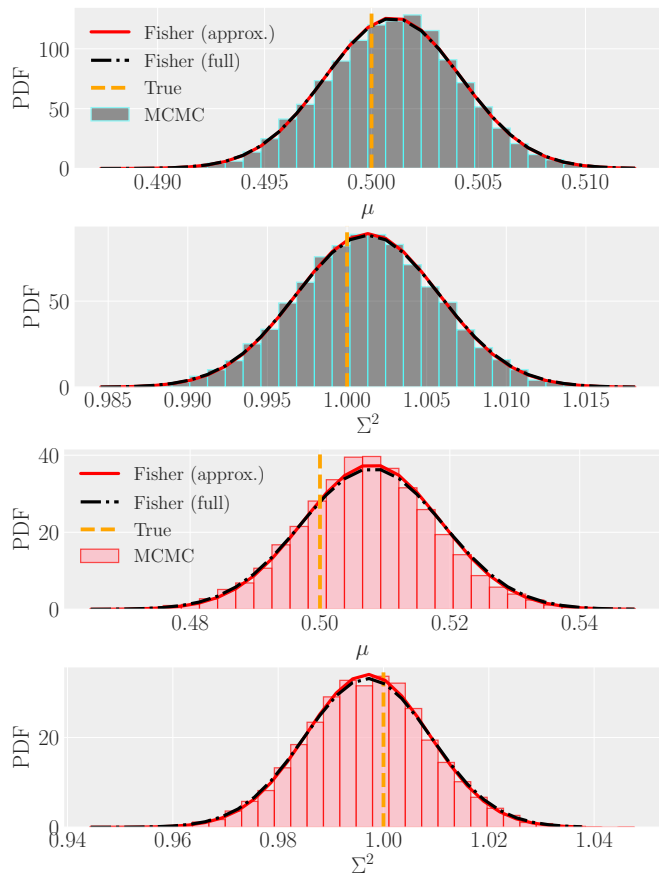 PDF
100
50
0
Fisher (approx.)
Fisher (full)
True
MCMC
0.490 0.495 0.500 0.505 0.510
μ
PDF
50
0
0.985 0.990 0.995 1.000 1.005 1.010 1.015
Σ²
PDF
40
20
0
Fisher (approx.)
Fisher (full)
True
MCMC
0.48 0.50 0.52 0.54
μ
PDF
20
0
0.94 0.96 0.98 1.00 1.02 1.04
Σ²